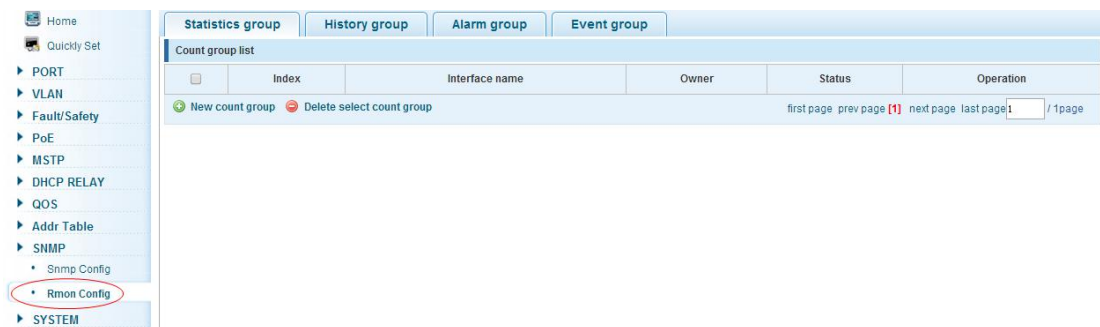 Home
Quickly Set
PORT
VLAN
Fault/Safety
PoE
MSTP
DHCP RELAY
QOS
Addr Table
SNMP
Snmp Config
Rmon Config
SYSTEM
Statistics group History group Alarm group Event group
Count group list
Index Interface name Owner Status Operation
New count group Delete select count group first page prev page [1] next page last page 1 / 1page